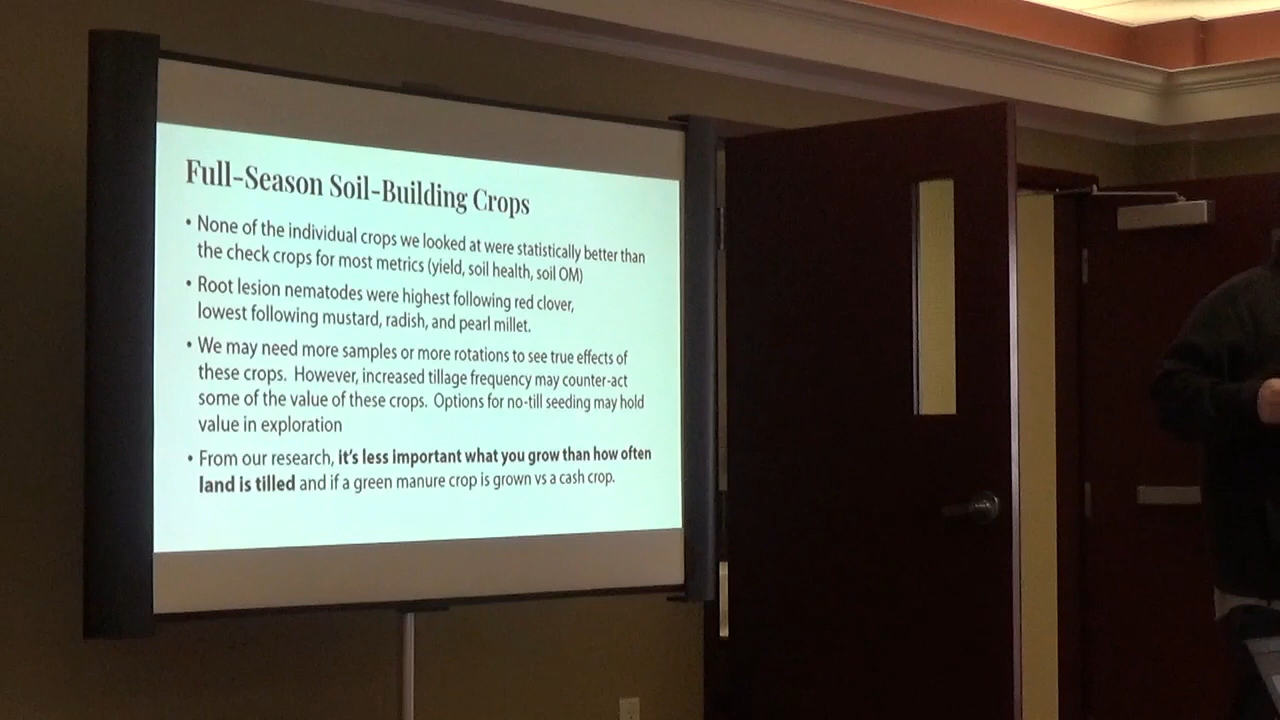 Full-Season Soil-Building Crops
• None of the individual crops we looked at were statistically better than
the check crops for most metrics (yield, soil health, soil OM)
• Root lesion nematodes were highest following red clover,
lowest following mustard, radish, and pearl millet.
• We may need more samples or more rotations to see true effects of
these crops. However, increased tillage frequency may counter-act
some of the value of these crops. Options for no-till seeding may hold
value in exploration
• From our research, it's less important what you grow than how often
land is tilled and if a green manure crop is grown vs a cash crop.